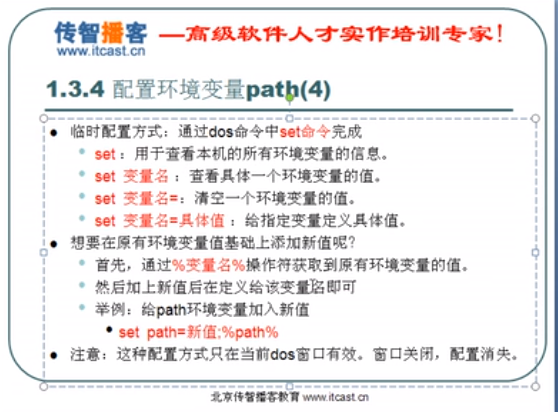 传智播客 —高级软件人才实作培训专家!
www.itcast.cn
1.3.4 配置环境变量path(4)
临时配置方式：通过dos命令中set命令完成
set：用于查看本机的所有环境变量的信息。
set 变量名：查看具体一个环境变量的值。
set 变量名=：清空一个环境变量的值。
set 变量名=具体值：给指定变量定义具体值。
想要在原有环境变量值基础上添加新值呢?
首先，通过%变量名%操作符获取到原有环境变量的值。
然后加上新值后在定义给该变量名即可
举例：给path环境变量加入新值
set path=新值;%path%
注意：这种配置方式只在当前dos窗口有效。窗口关闭，配置消失。
北京传智播客教育 www.itcast.cn